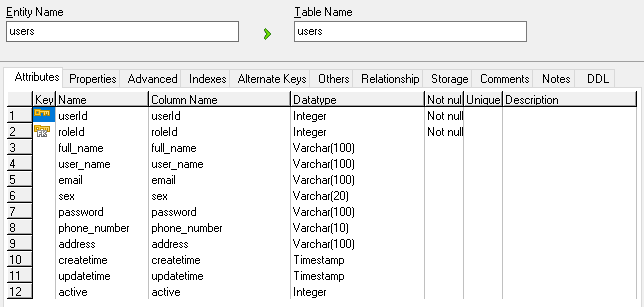 Entity Name Table Name
users users
Attributes Properties Advanced Indexes Alternate Keys Others Relationship Storage Comments Notes DDL
Key Name Column Name Datatype Not nul Unique Description
1 userId userId Integer Not null
2 FK roleId roleId Integer Not null
3 full_name full_name Varchar(100)
4 user_name user_name Varchar(100)
5 email email Varchar(100)
6 sex sex Varchar(20)
7 password password Varchar(100)
8 phone_number phone_number Varchar(10)
9 address address Varchar(100)
10 createtime createtime Timestamp
11 updatetime updatetime Timestamp
12 active active Integer